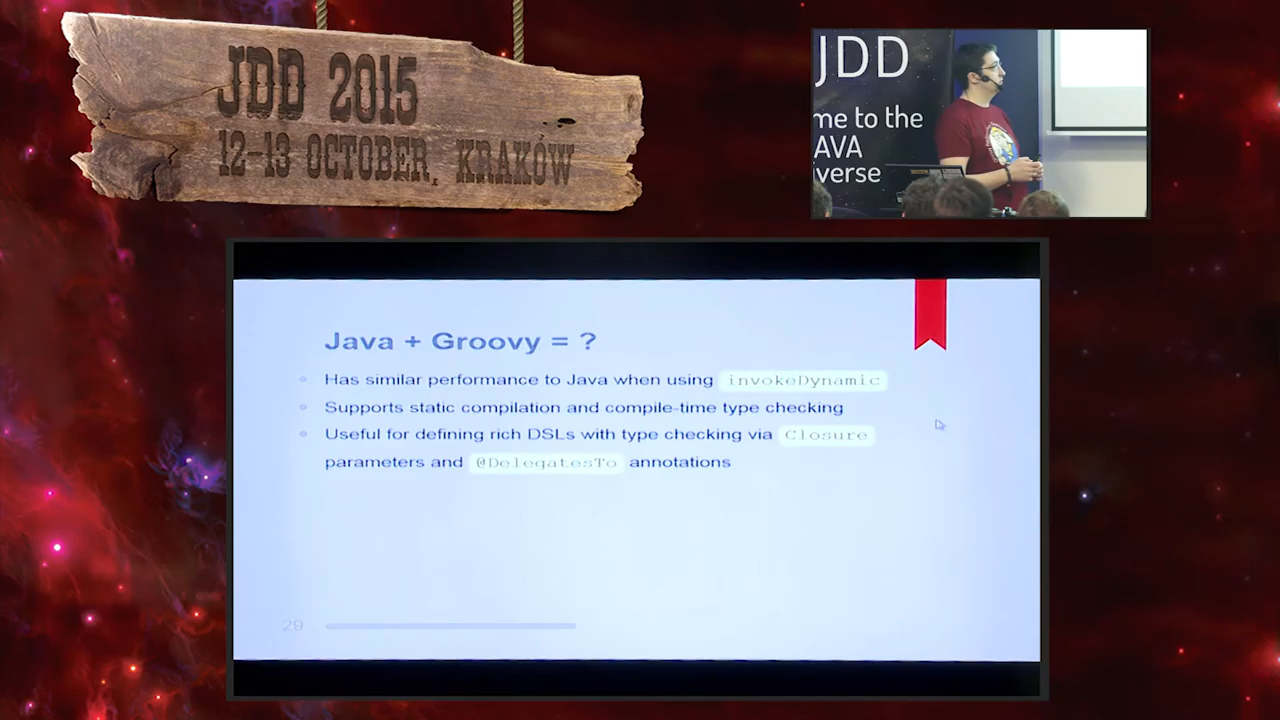 JDD 2015
12-13 OCTOBER, KRAKÓW
JDD
me to the
AVA
verse
Java + Groovy = ?
Has similar performance to Java when using invokeDynamic
Supports static compilation and compile-time type checking
Useful for defining rich DSLs with type checking via Closure
parameters and @DelegatesTo annotations
29